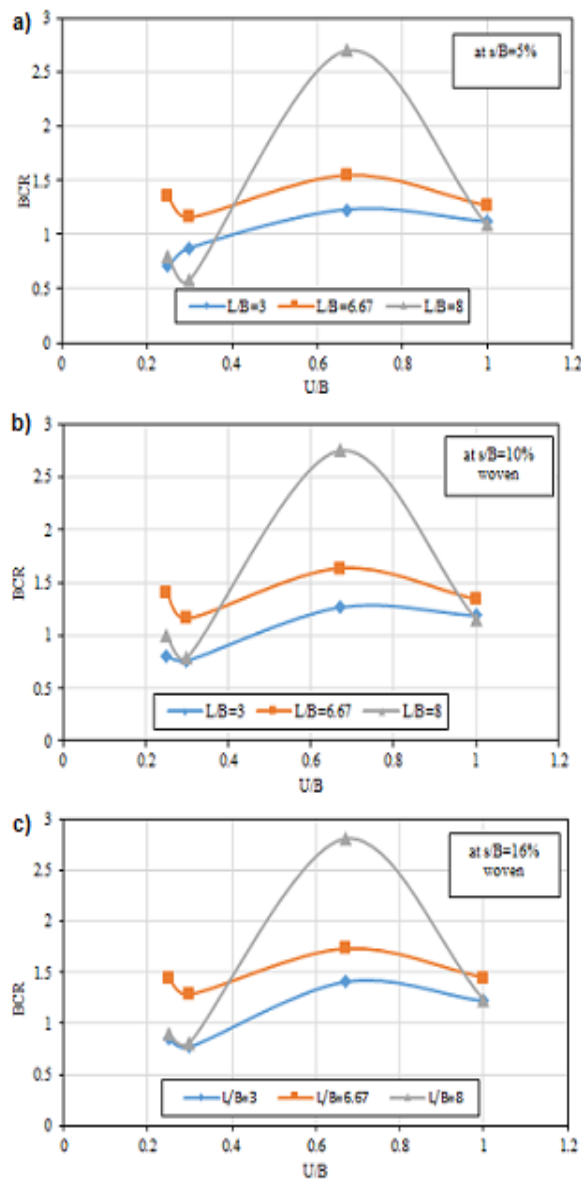 a)
3
2.5
2
1.5
1
0.5
0
BCR
at s/B=5%
L/B=3 L/B=6.67 L/B=8
0 0.2 0.4 0.6 0.8 1 1.2
U/B
b)
3
2.5
2
1.5
1
0.5
0
BCR
at s/B=10%
woven
L/B=3 L/B=6.67 L/B=8
0 0.2 0.4 0.6 0.8 1 1.2
U/B
c)
3
2.5
2
1.5
1
0.5
0
BCR
at s/B=16%
woven
L/B=3 L/B=6.67 L/B=8
0 0.2 0.4 0.6 0.8 1 1.2
U/B